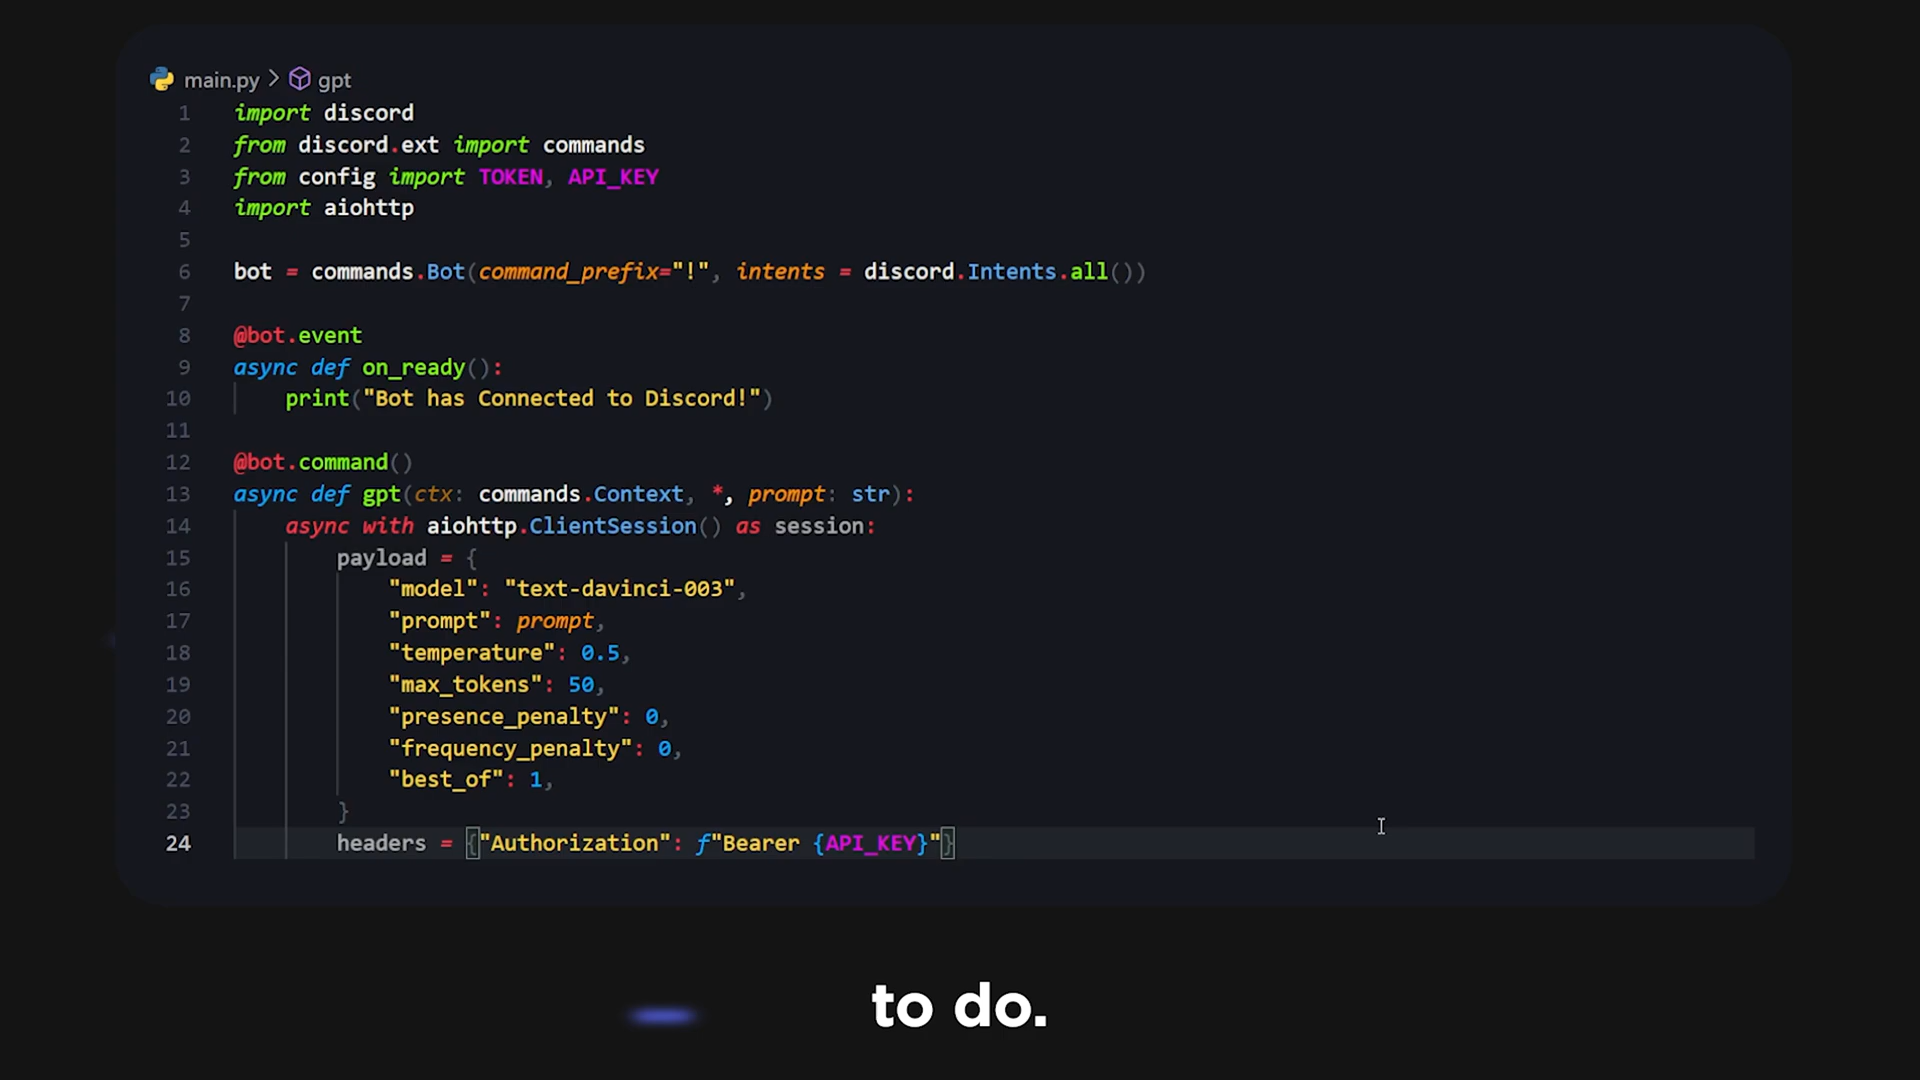 main.py > gpt
1 import discord
2 from discord.ext import commands
3 from config import TOKEN, API_KEY
4 import aiohttp
5
6 bot = commands.Bot(command_prefix="!", intents = discord.Intents.all())
7
8 @bot.event
9 async def on_ready():
10     print("Bot has Connected to Discord!")
11
12 @bot.command()
13 async def gpt(ctx: commands.Context, *, prompt: str):
14     async with aiohttp.ClientSession() as session:
15         payload = {
16             "model": "text-davinci-003",
17             "prompt": prompt,
18             "temperature": 0.5,
19             "max_tokens": 50,
20             "presence_penalty": 0,
21             "frequency_penalty": 0,
22             "best_of": 1,
23         }
24         headers = {"Authorization": f"Bearer {API_KEY}"}
to do.